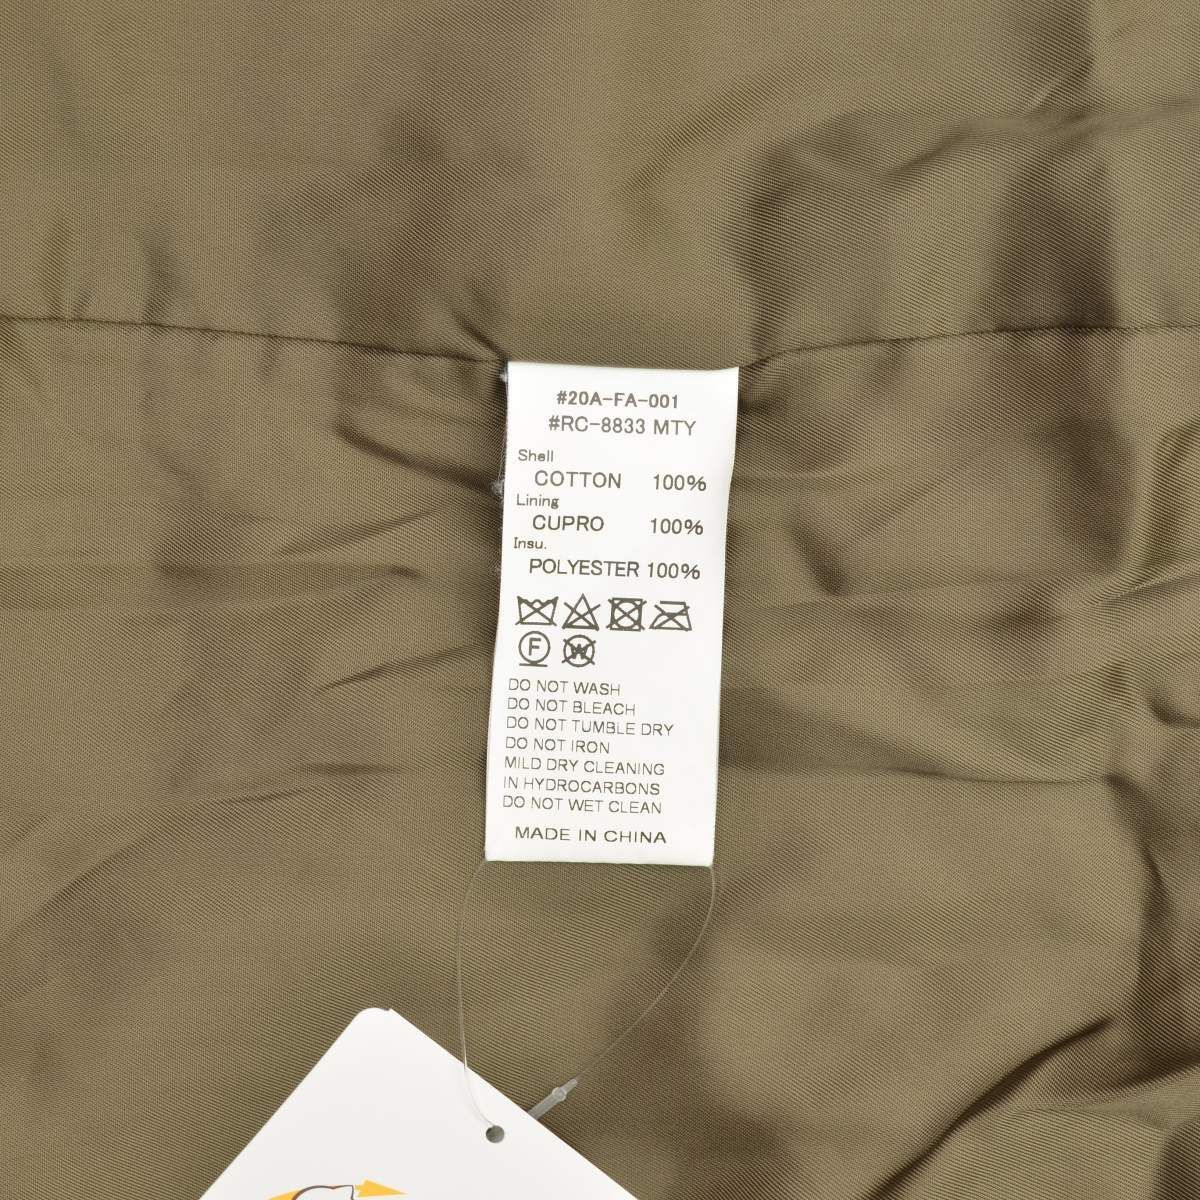 #20A-FA-001
#RC-8833 MTY
Shell
COTTON 100%
Lining
CUPRO 100%
Insu.
POLYESTER 100%
F
W
DO NOT WASH
DO NOT BLEACH
DO NOT TUMBLE DRY
DO NOT IRON
MILD DRY CLEANING
IN HYDROCARBONS
DO NOT WET CLEAN
MADE IN CHINA